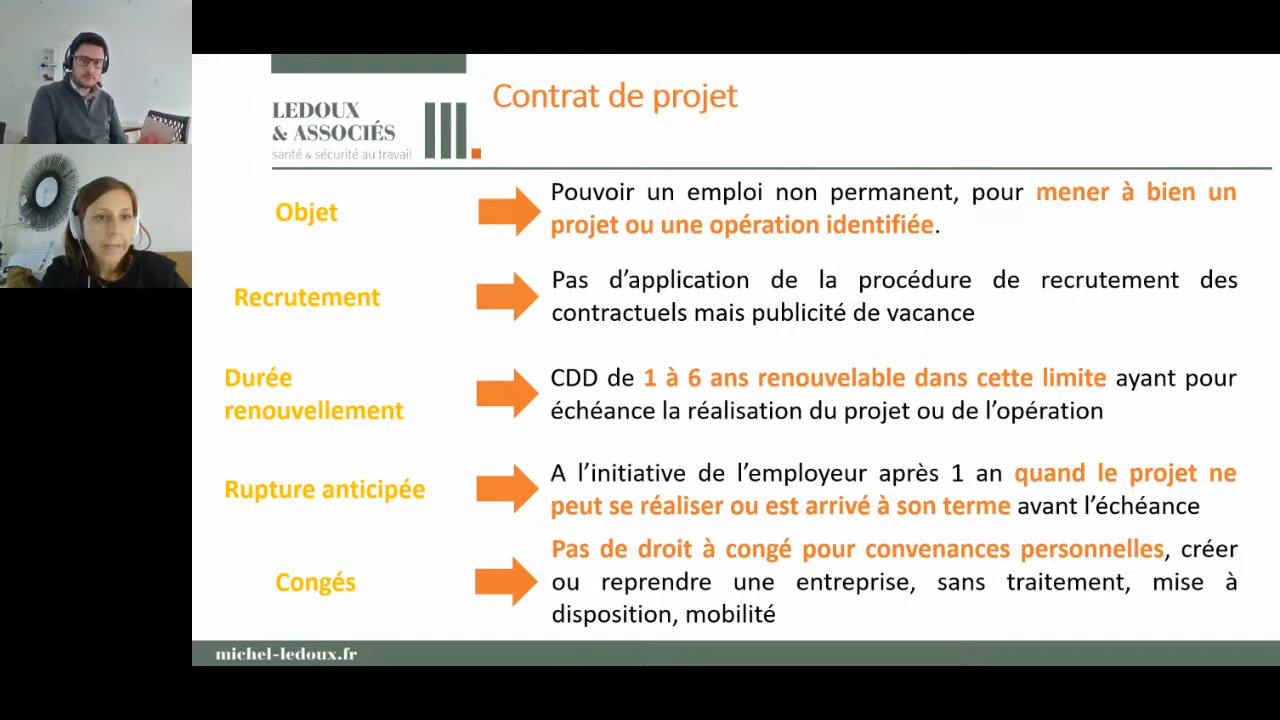 Contrat de projet
LEDOUX
& ASSOCIÉS
santé & sécurité au travail
Objet
Pouvoir un emploi non permanent, pour mener à bien un
projet ou une opération identifiée.
Recrutement
Pas d’application de la procédure de recrutement des
contractuels mais publicité de vacance
Durée
renouvellement
CDD de 1 à 6 ans renouvelable dans cette limite ayant pour
échéance la réalisation du projet ou de l’opération
Rupture anticipée
A l’initiative de l’employeur après 1 an quand le projet ne
peut se réaliser ou est arrivé à son terme avant l’échéance
Congés
Pas de droit à congé pour convenances personnelles, créer
ou reprendre une entreprise, sans traitement, mise à
disposition, mobilité
michel-ledoux.fr